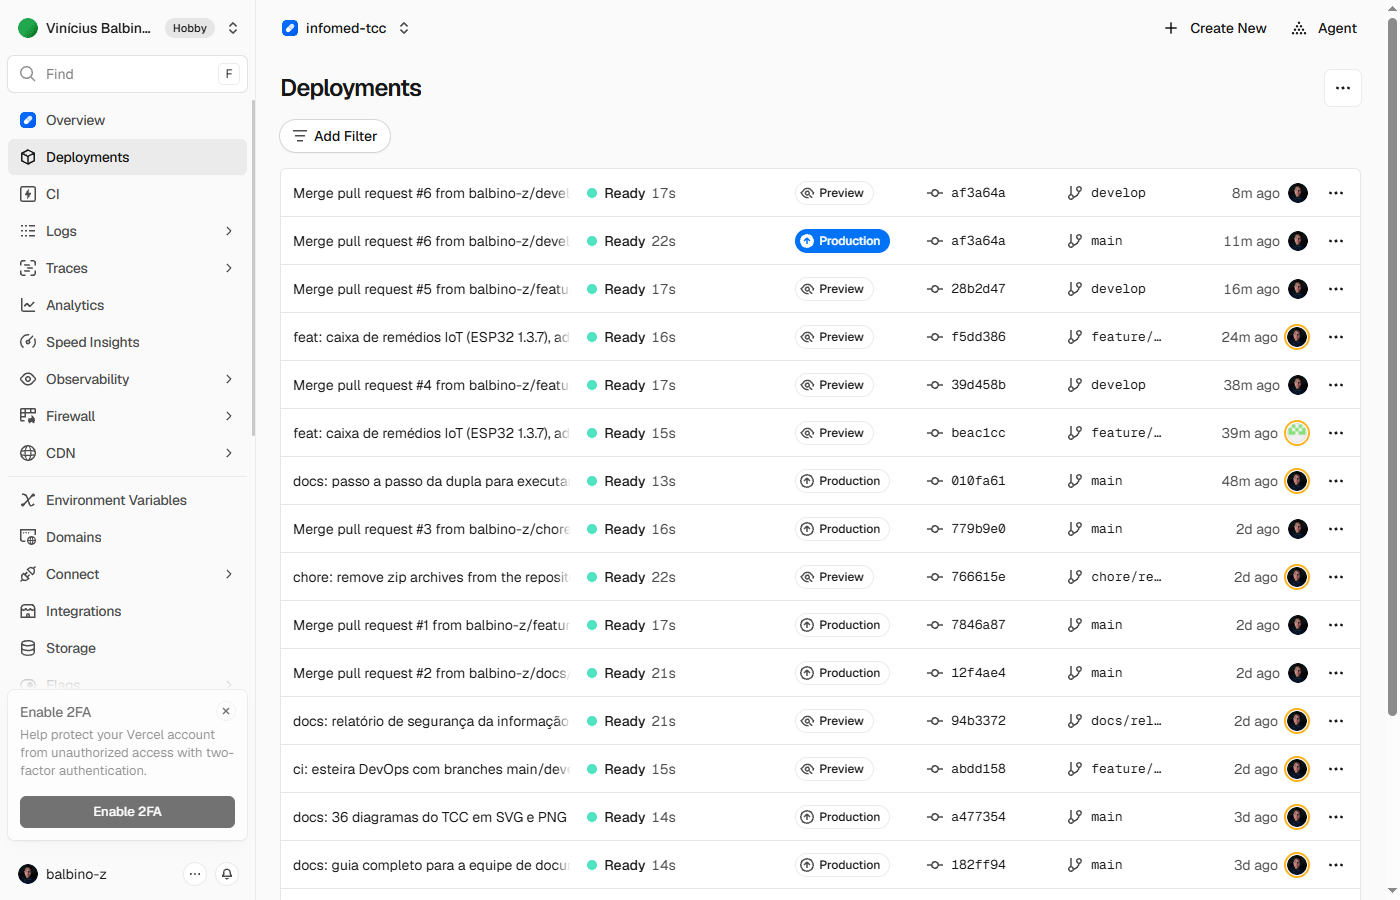 Vinícius Balbin... Hobby
infomed-tcc
Create New
Agent
Find F
Overview
Deployments
CI
Logs
Traces
Analytics
Speed Insights
Observability
Firewall
CDN
Environment Variables
Domains
Connect
Integrations
Storage
Flags
Enable 2FA
Help protect your Vercel account
from unauthorized access with two-
factor authentication.
Enable 2FA
balbino-z
Deployments
Add Filter
Merge pull request #6 from balbino-z/devel Ready 17s Preview af3a64a develop 8m ago
Merge pull request #6 from balbino-z/devel Ready 22s Production af3a64a main 11m ago
Merge pull request #5 from balbino-z/featu Ready 17s Preview 28b2d47 develop 16m ago
feat: caixa de remédios IoT (ESP32 1.3.7), ad Ready 16s Preview f5dd386 feature/... 24m ago
Merge pull request #4 from balbino-z/featu Ready 17s Preview 39d458b develop 38m ago
feat: caixa de remédios IoT (ESP32 1.3.7), ad Ready 15s Preview beac1cc feature/... 39m ago
docs: passo a passo da dupla para executa Ready 13s Production 010fa61 main 48m ago
Merge pull request #3 from balbino-z/chore Ready 16s Production 779b9e0 main 2d ago
chore: remove zip archives from the reposit Ready 22s Preview 766615e chore/re... 2d ago
Merge pull request #1 from balbino-z/featur Ready 17s Production 7846a87 main 2d ago
Merge pull request #2 from balbino-z/docs/ Ready 21s Production 12f4ae4 main 2d ago
docs: relatório de segurança da informação Ready 21s Preview 94b3372 docs/rel... 2d ago
ci: esteira DevOps com branches main/deve Ready 15s Preview abdd158 feature/... 2d ago
docs: 36 diagramas do TCC em SVG e PNG Ready 14s Production a477354 main 3d ago
docs: guia completo para a equipe de docu Ready 14s Production 182ff94 main 3d ago